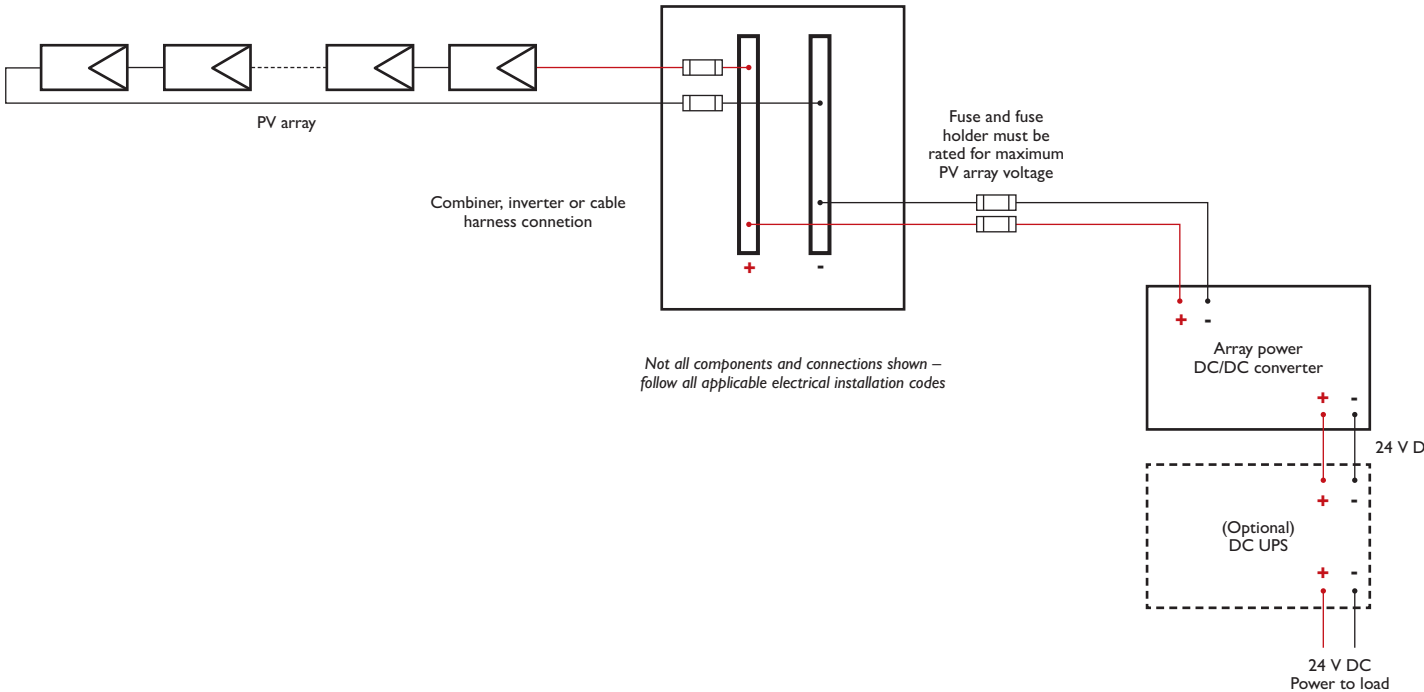 PV array
Combiner, inverter or cable
harness connetion
+
-
Fuse and fuse
holder must be
rated for maximum
PV array voltage
Not all components and connections shown –
follow all applicable electrical installation codes
+ -
Array power
DC/DC converter
+ -
24 V D
+ -
(Optional)
DC UPS
+ -
24 V DC
Power to load